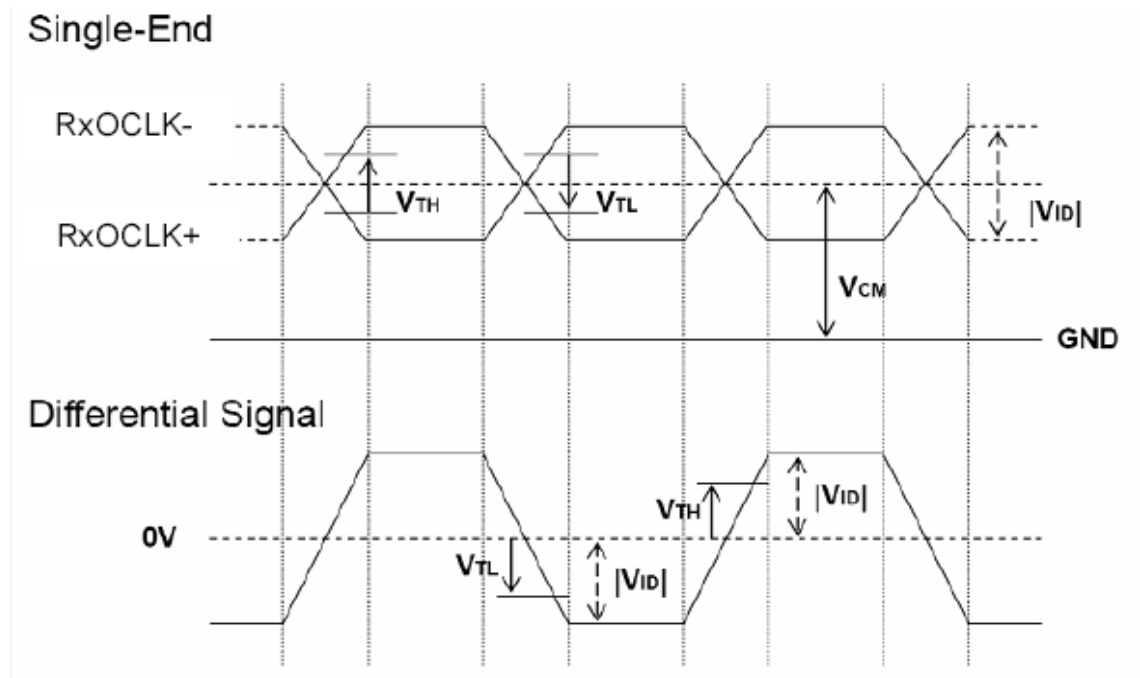 Single-End
RxOCLK-
VTH
VTL
|VID|
RxOCLK+
VCM
GND
Differential Signal
VTH
|VID|
0V
VTL
|VID|